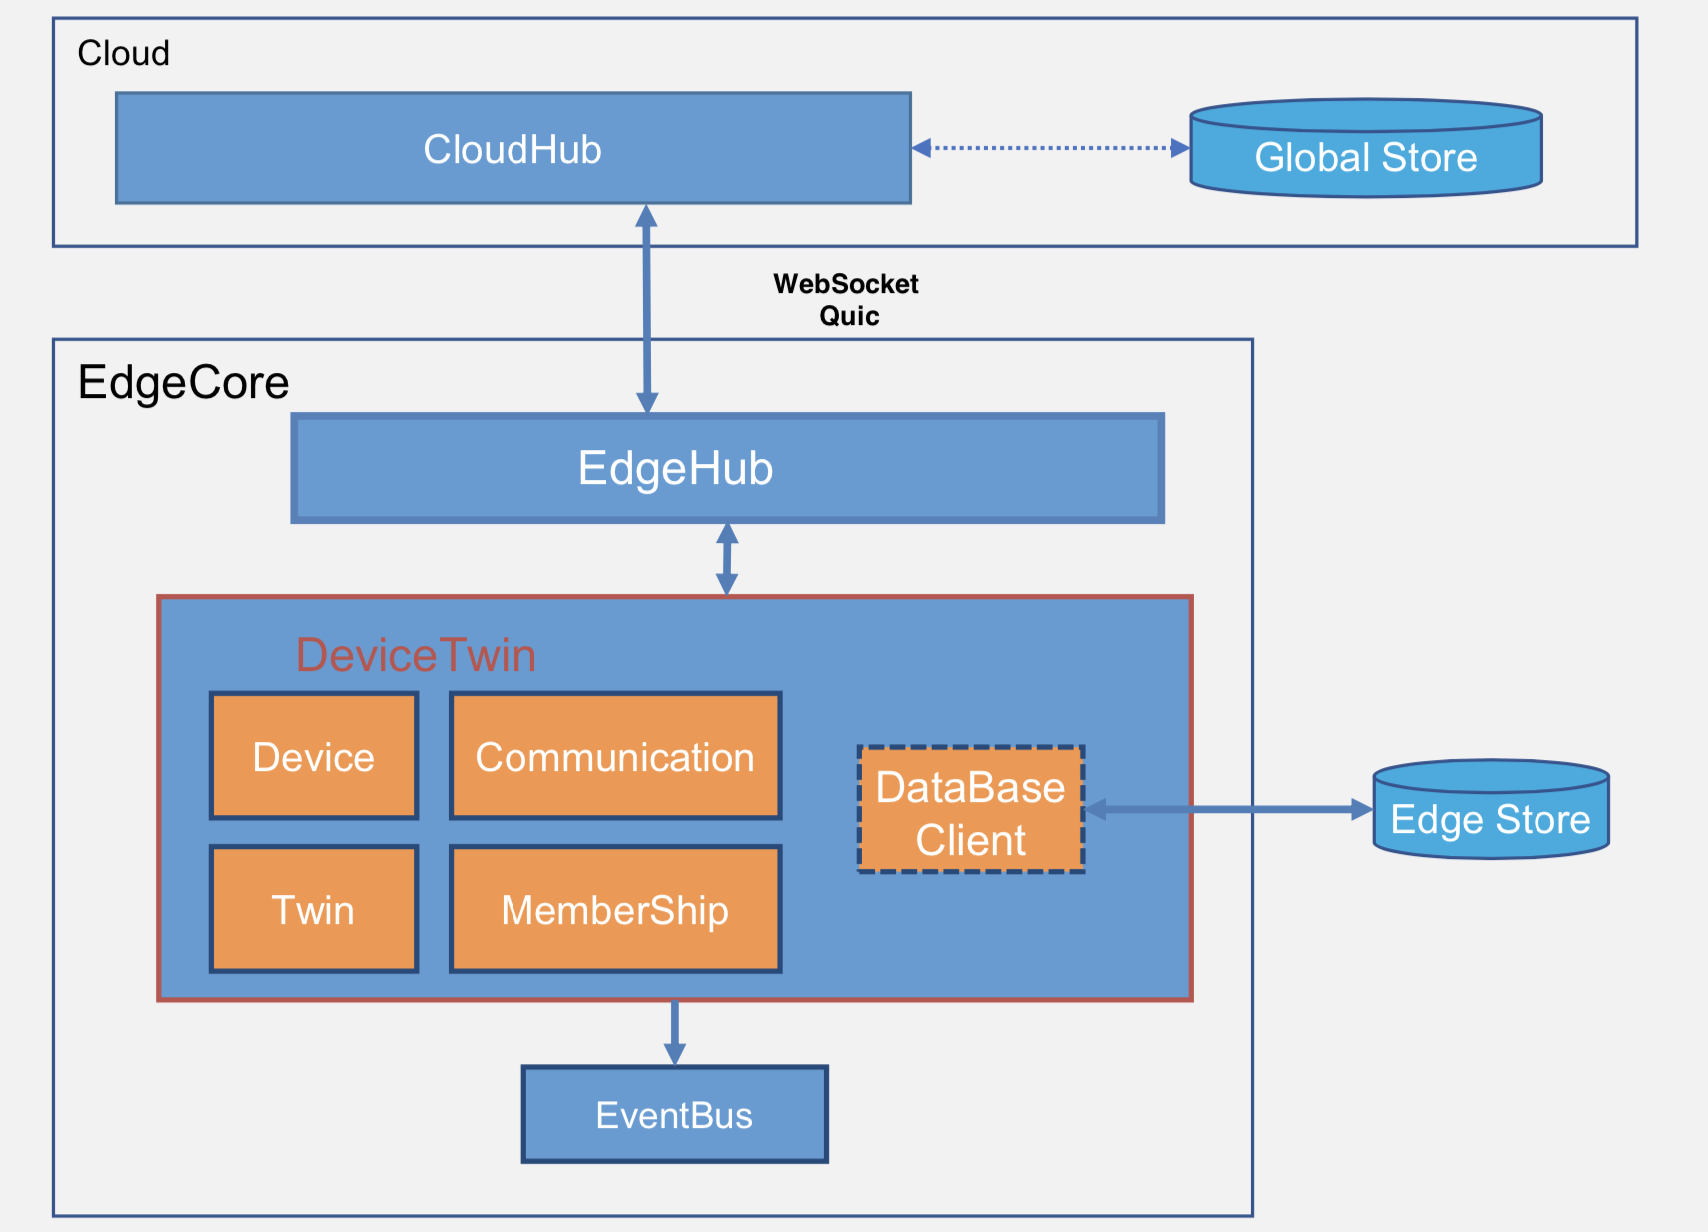 Cloud
CloudHub
Global Store
WebSocket
Quic
EdgeCore
EdgeHub
DeviceTwin
Device
Communication
DataBase
Client
Edge Store
Twin
MemberShip
EventBus